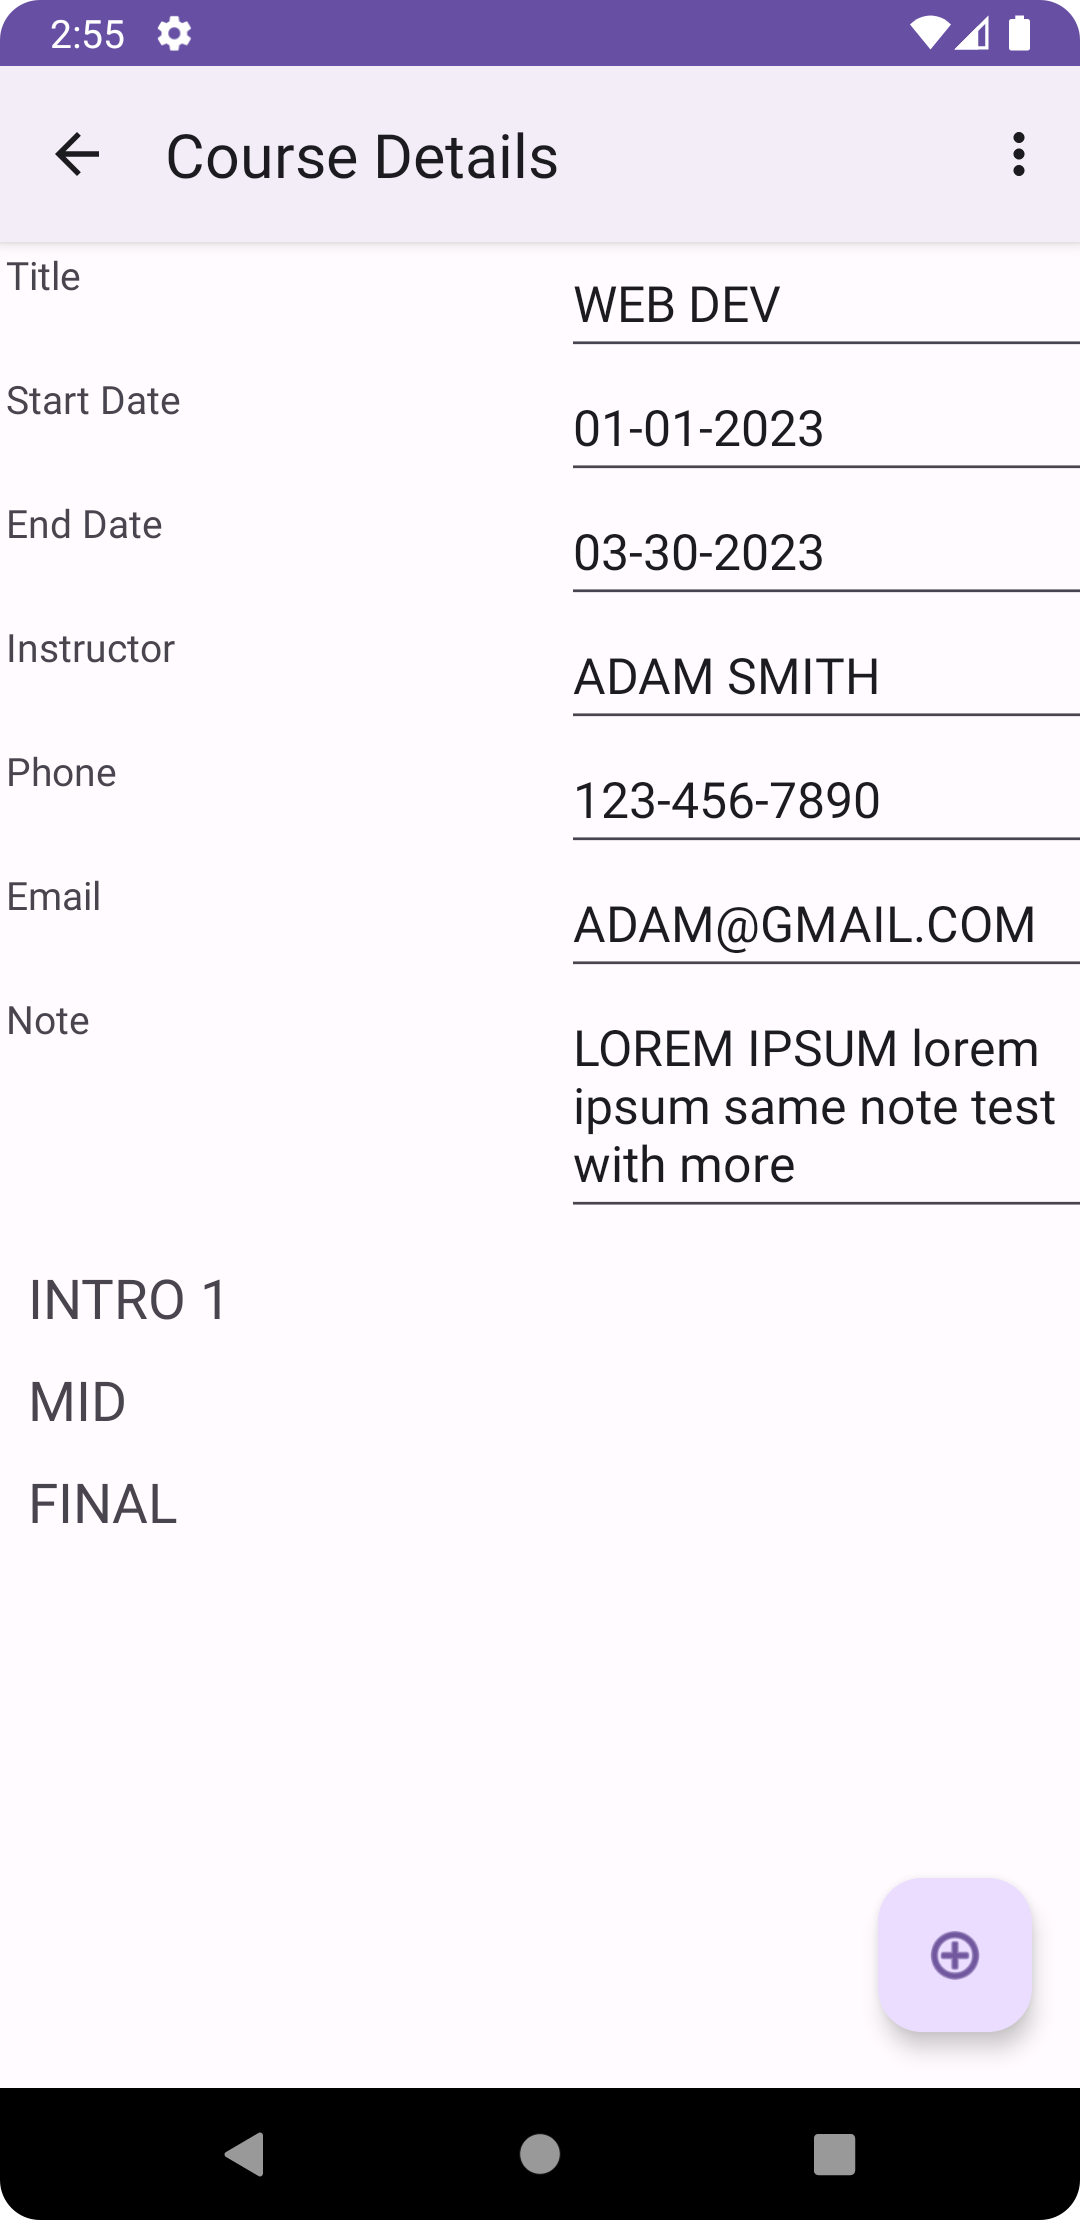 2:55
Course Details
Title
WEB DEV
Start Date
01-01-2023
End Date
03-30-2023
Instructor
ADAM SMITH
Phone
123-456-7890
Email
ADAM@GMAIL.COM
Note
LOREM IPSUM lorem
ipsum same note test
with more
INTRO 1
MID
FINAL